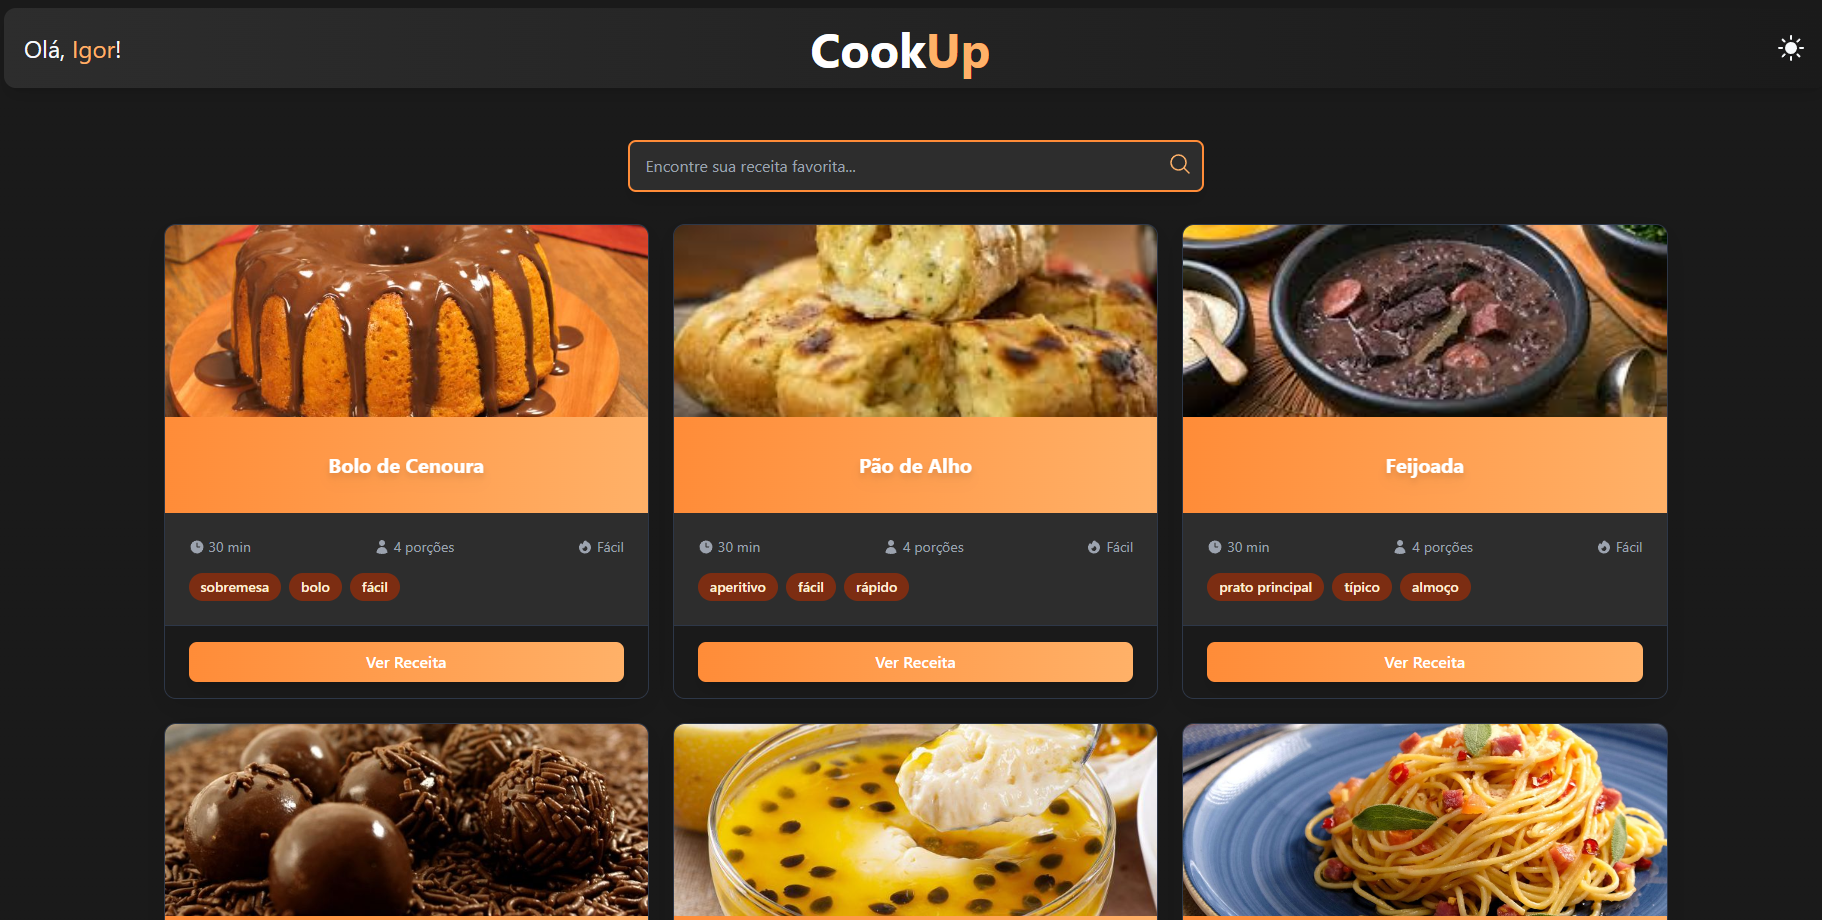 Olá, Igor!
CookUp
Encontre sua receita favorita...
Bolo de Cenoura
30 min
4 porções
Fácil
sobremesa
bolo
fácil
Ver Receita
Pão de Alho
30 min
4 porções
Fácil
aperitivo
fácil
rápido
Ver Receita
Feijoada
30 min
4 porções
Fácil
prato principal
típico
almoço
Ver Receita